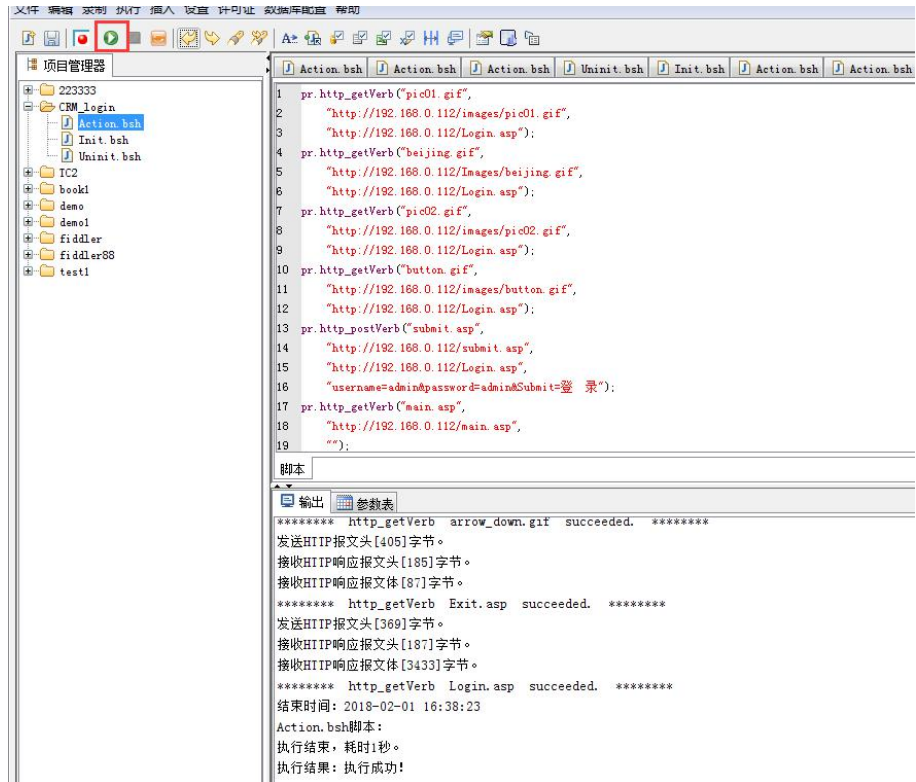 文件 编辑 录制 执行 插入 设置 许可证 数据库配置 帮助
项目管理器
223333
CRM_login
Action.bsh
Init.bsh
Uninit.bsh
TC2
book1
demo
demo1
fiddler
fiddler88
test1
Action.bsh Action.bsh Action.bsh Uninit.bsh Init.bsh Action.bsh Action.bsh
1 pr.http_getVerb("pic01.gif",
2 "http://192.168.0.112/images/pic01.gif",
3 "http://192.168.0.112/Login.asp");
4 pr.http_getVerb("beijing.gif",
5 "http://192.168.0.112/Images/beijing.gif",
6 "http://192.168.0.112/Login.asp");
7 pr.http_getVerb("pic02.gif",
8 "http://192.168.0.112/images/pic02.gif",
9 "http://192.168.0.112/Login.asp");
10 pr.http_getVerb("button.gif",
11 "http://192.168.0.112/images/button.gif",
12 "http://192.168.0.112/Login.asp");
13 pr.http_postVerb("submit.asp",
14 "http://192.168.0.112/submit.asp",
15 "http://192.168.0.112/Login.asp",
16 "username=admin&password=admin&Submit=登 录");
17 pr.http_getVerb("main.asp",
18 "http://192.168.0.112/main.asp",
19 "");
脚本
输出 参数表
******** http_getVerb arrow_down.gif succeeded. ********
发送HTTP报文头[405]字节。
接收HTTP响应报文头[185]字节。
接收HTTP响应报文体[87]字节。
******** http_getVerb Exit.asp succeeded. ********
发送HTTP报文头[369]字节。
接收HTTP响应报文头[187]字节。
接收HTTP响应报文体[3433]字节。
******** http_getVerb Login.asp succeeded. ********
结束时间：2018-02-01 16:38:23
Action.bsh脚本：
执行结束，耗时1秒。
执行结果：执行成功！